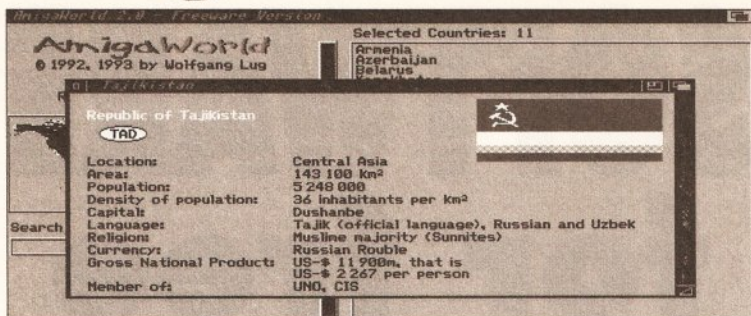 AmigaWorld 2.0 - Freeware Version
AmigaWorld
© 1992, 1993 by Wolfgang Lug
Selected Countries: 11
Armenia
Azerbaijan
Belarus
Tajikistan
Republic of Tajikistan
TAD
Location: Central Asia
Area: 143 100 Km²
Population: 5 248 000
Density of population: 36 inhabitants per Km²
Capital: Dushanbe
Language: Tajik (official language), Russian and Uzbek
Religion: Muslime majority (Sunnites)
Currency: Russian Rouble
Gross National Product: US-$ 11 900m, that is
US-$ 2 267 per person
Member of: UNO, CIS
Search